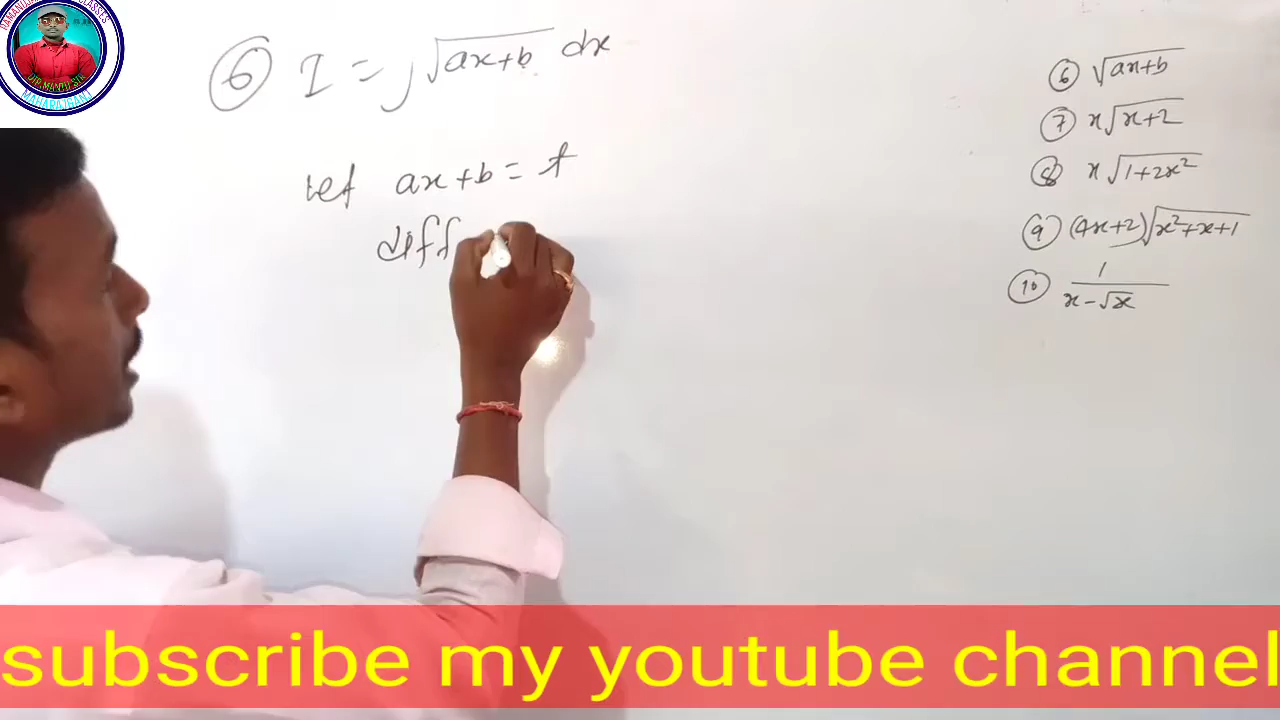 ⑥ I = ∫√(ax+b) dx
let ax+b = t
diff
⑥ √(ax+b)
⑦ x√(x+2)
⑧ x√(1+2x²)
⑨ (4x+2)√(x²+x+1)
⑩ 1/(x-√x)
MAHARAJGANJ
subscribe my youtube channel